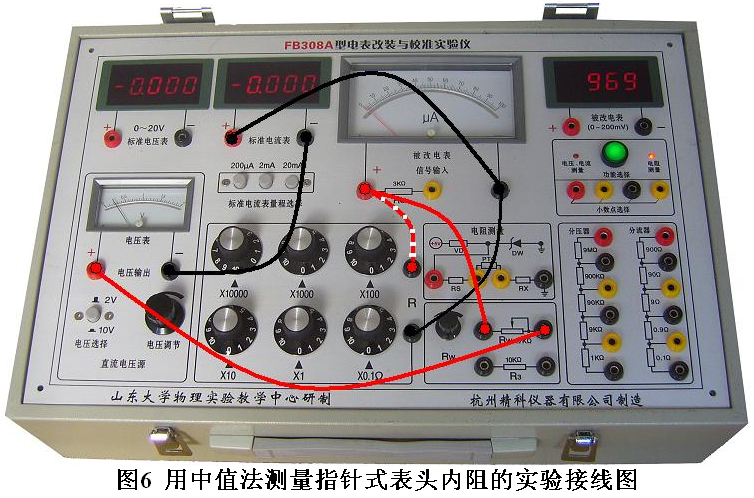 FB308A型电表改装与校准实验仪
-0.000
-0.000
969
+ 0～20V −
标准电压表
+ 标准电流表 −
μA
被改电表
(0～200mV)
+ −
被改电表
信号输入
3KΩ
200μA 2mA 20mA
标准电流表量程选择
电压、电流
测量
电阻
测量
功能选择
小数点选择
电压表
+ 电压输出 −
2V
10V
电压选择
电压调节
直流电压源
X10000
X1000
X100
R
X10
X1
X0.1Ω
电阻测量
+5V
VD
DW
RS
PT
RX
RW
10KΩ
R3
分压器
9MΩ
900KΩ
90KΩ
9KΩ
1KΩ
分流器
900Ω
90Ω
9Ω
0.9Ω
0.1Ω
山东大学物理实验教学中心研制
杭州精科仪器有限公司制造
图6 用中值法测量指针式表头内阻的实验接线图